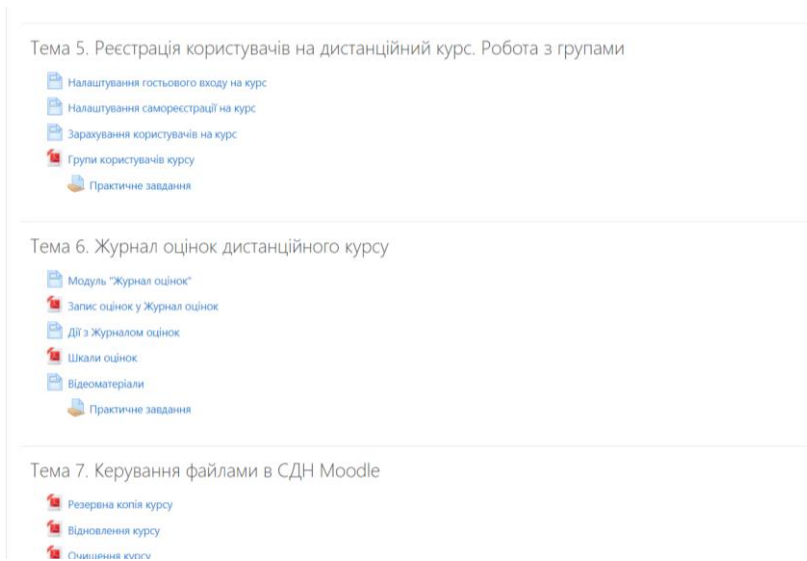 Тема 5. Реєстрація користувачів на дистанційний курс. Робота з групами
Налаштування гостьового входу на курс
Налаштування самореєстрації на курс
Зарахування користувачів на курс
Групи користувачів курсу
Практичне завдання
Тема 6. Журнал оцінок дистанційного курсу
Модуль "Журнал оцінок"
Запис оцінок у Журнал оцінок
Дії з Журналом оцінок
Шкали оцінок
Відеоматеріали
Практичне завдання
Тема 7. Керування файлами в СДН Moodle
Резервна копія курсу
Відновлення курсу
Очищення курсу